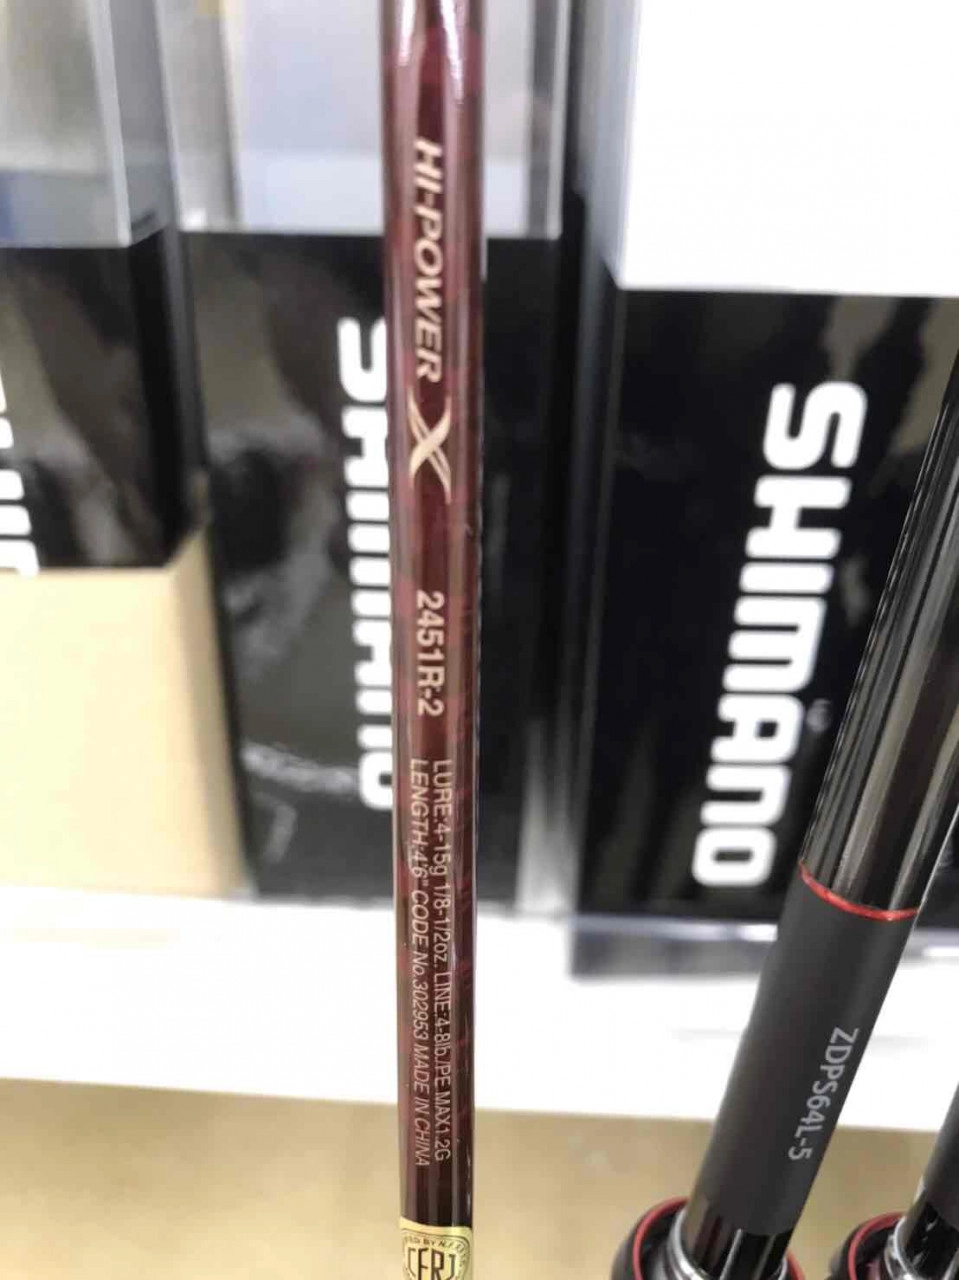 HI-POWER X
2451R-2
LURE:4-15g 1/8-1/2oz. LINE:4-8lb./PE MAX1.2G
LENGTH:4'6" CODE No.302953 MADE IN CHINA
SHIMANO
SHIMANO
ZDPS64L-5